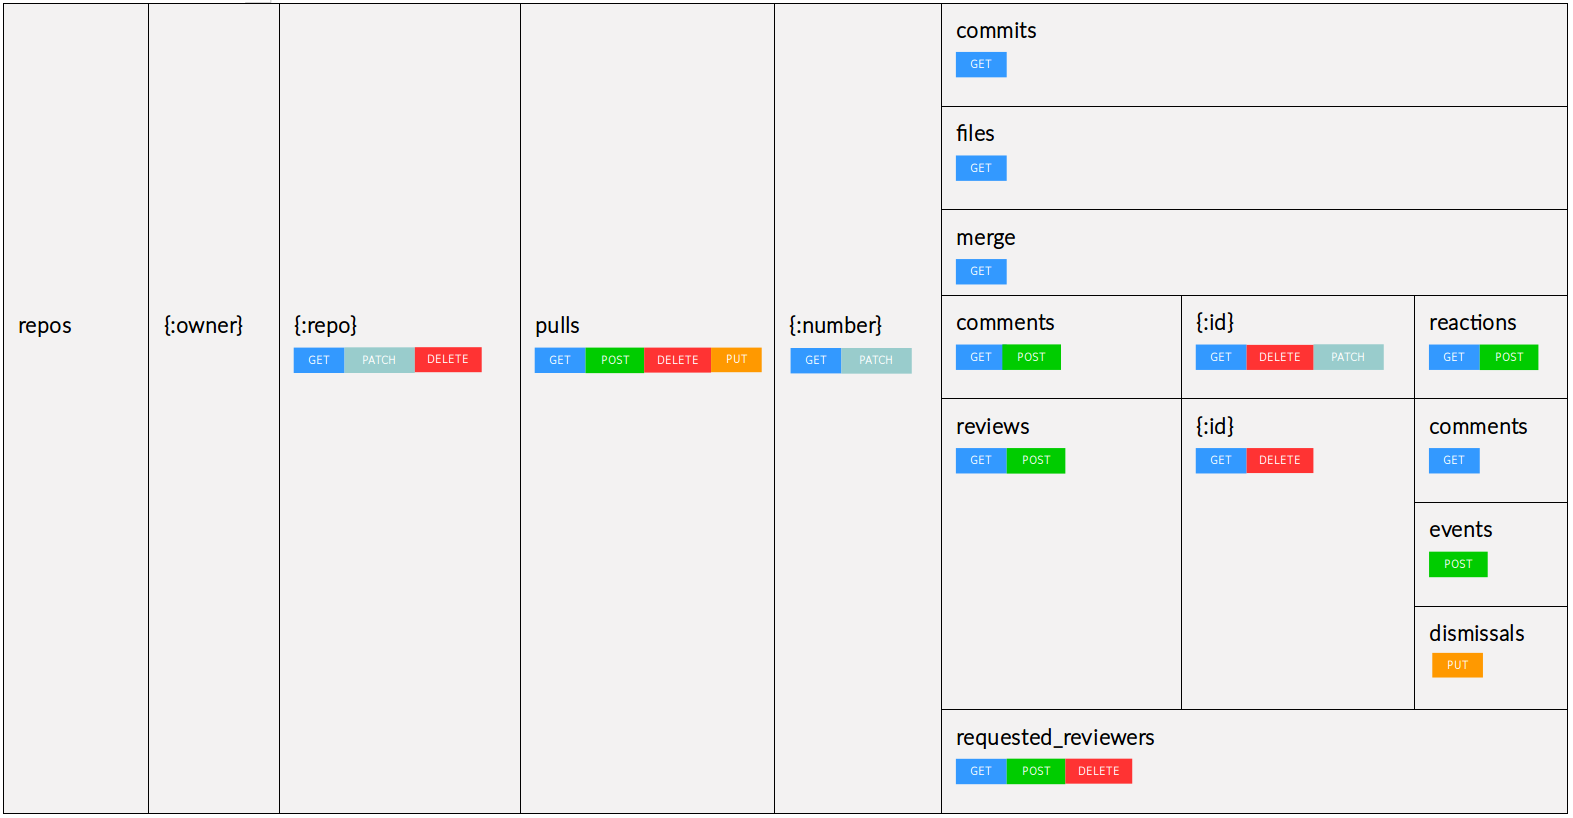 repos
{:owner}
{:repo}
GET PATCH DELETE
pulls
GET POST DELETE PUT
{:number}
GET PATCH
commits
GET
files
GET
merge
GET
comments
GET POST
{:id}
GET DELETE PATCH
reactions
GET POST
reviews
GET POST
{:id}
GET DELETE
comments
GET
events
POST
dismissals
PUT
requested_reviewers
GET POST DELETE